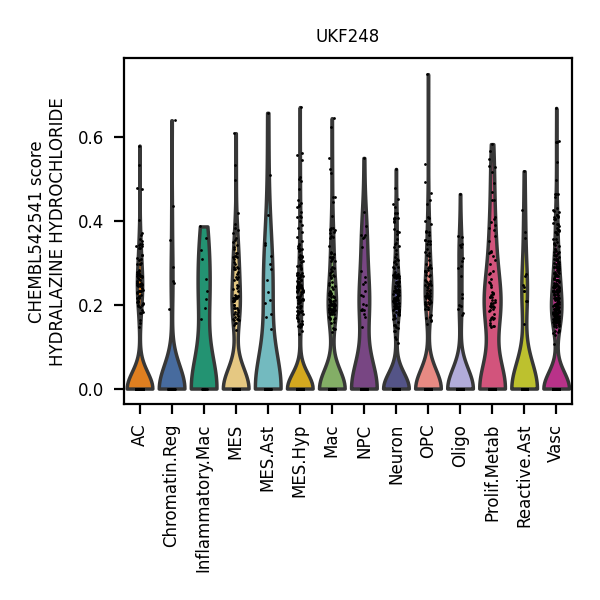 UKF248
CHEMBL542541 score
HYDRALAZINE HYDROCHLORIDE
0.6
0.4
0.2
0.0
AC
Chromatin.Reg
Inflammatory.Mac
MES
MES.Ast
MES.Hyp
Mac
NPC
Neuron
OPC
Oligo
Prolif.Metab
Reactive.Ast
Vasc